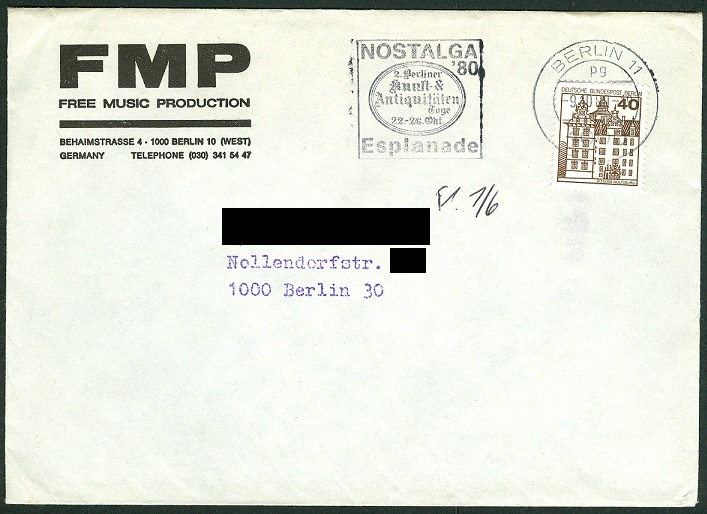 FMP
FREE MUSIC PRODUCTION
BEHAIMSTRASSE 4 · 1000 BERLIN 10 (WEST)
GERMANY TELEPHONE (030) 341 54 47
NOSTALGA
'80
2. Berliner
Kunst- &
Antiquitäten
Tage
22.-26. Okt.
Esplanade
BERLIN 11
pg
DEUTSCHE BUNDESPOST BERLIN
40
1/6
Nollendorfstr.
1000 Berlin 30